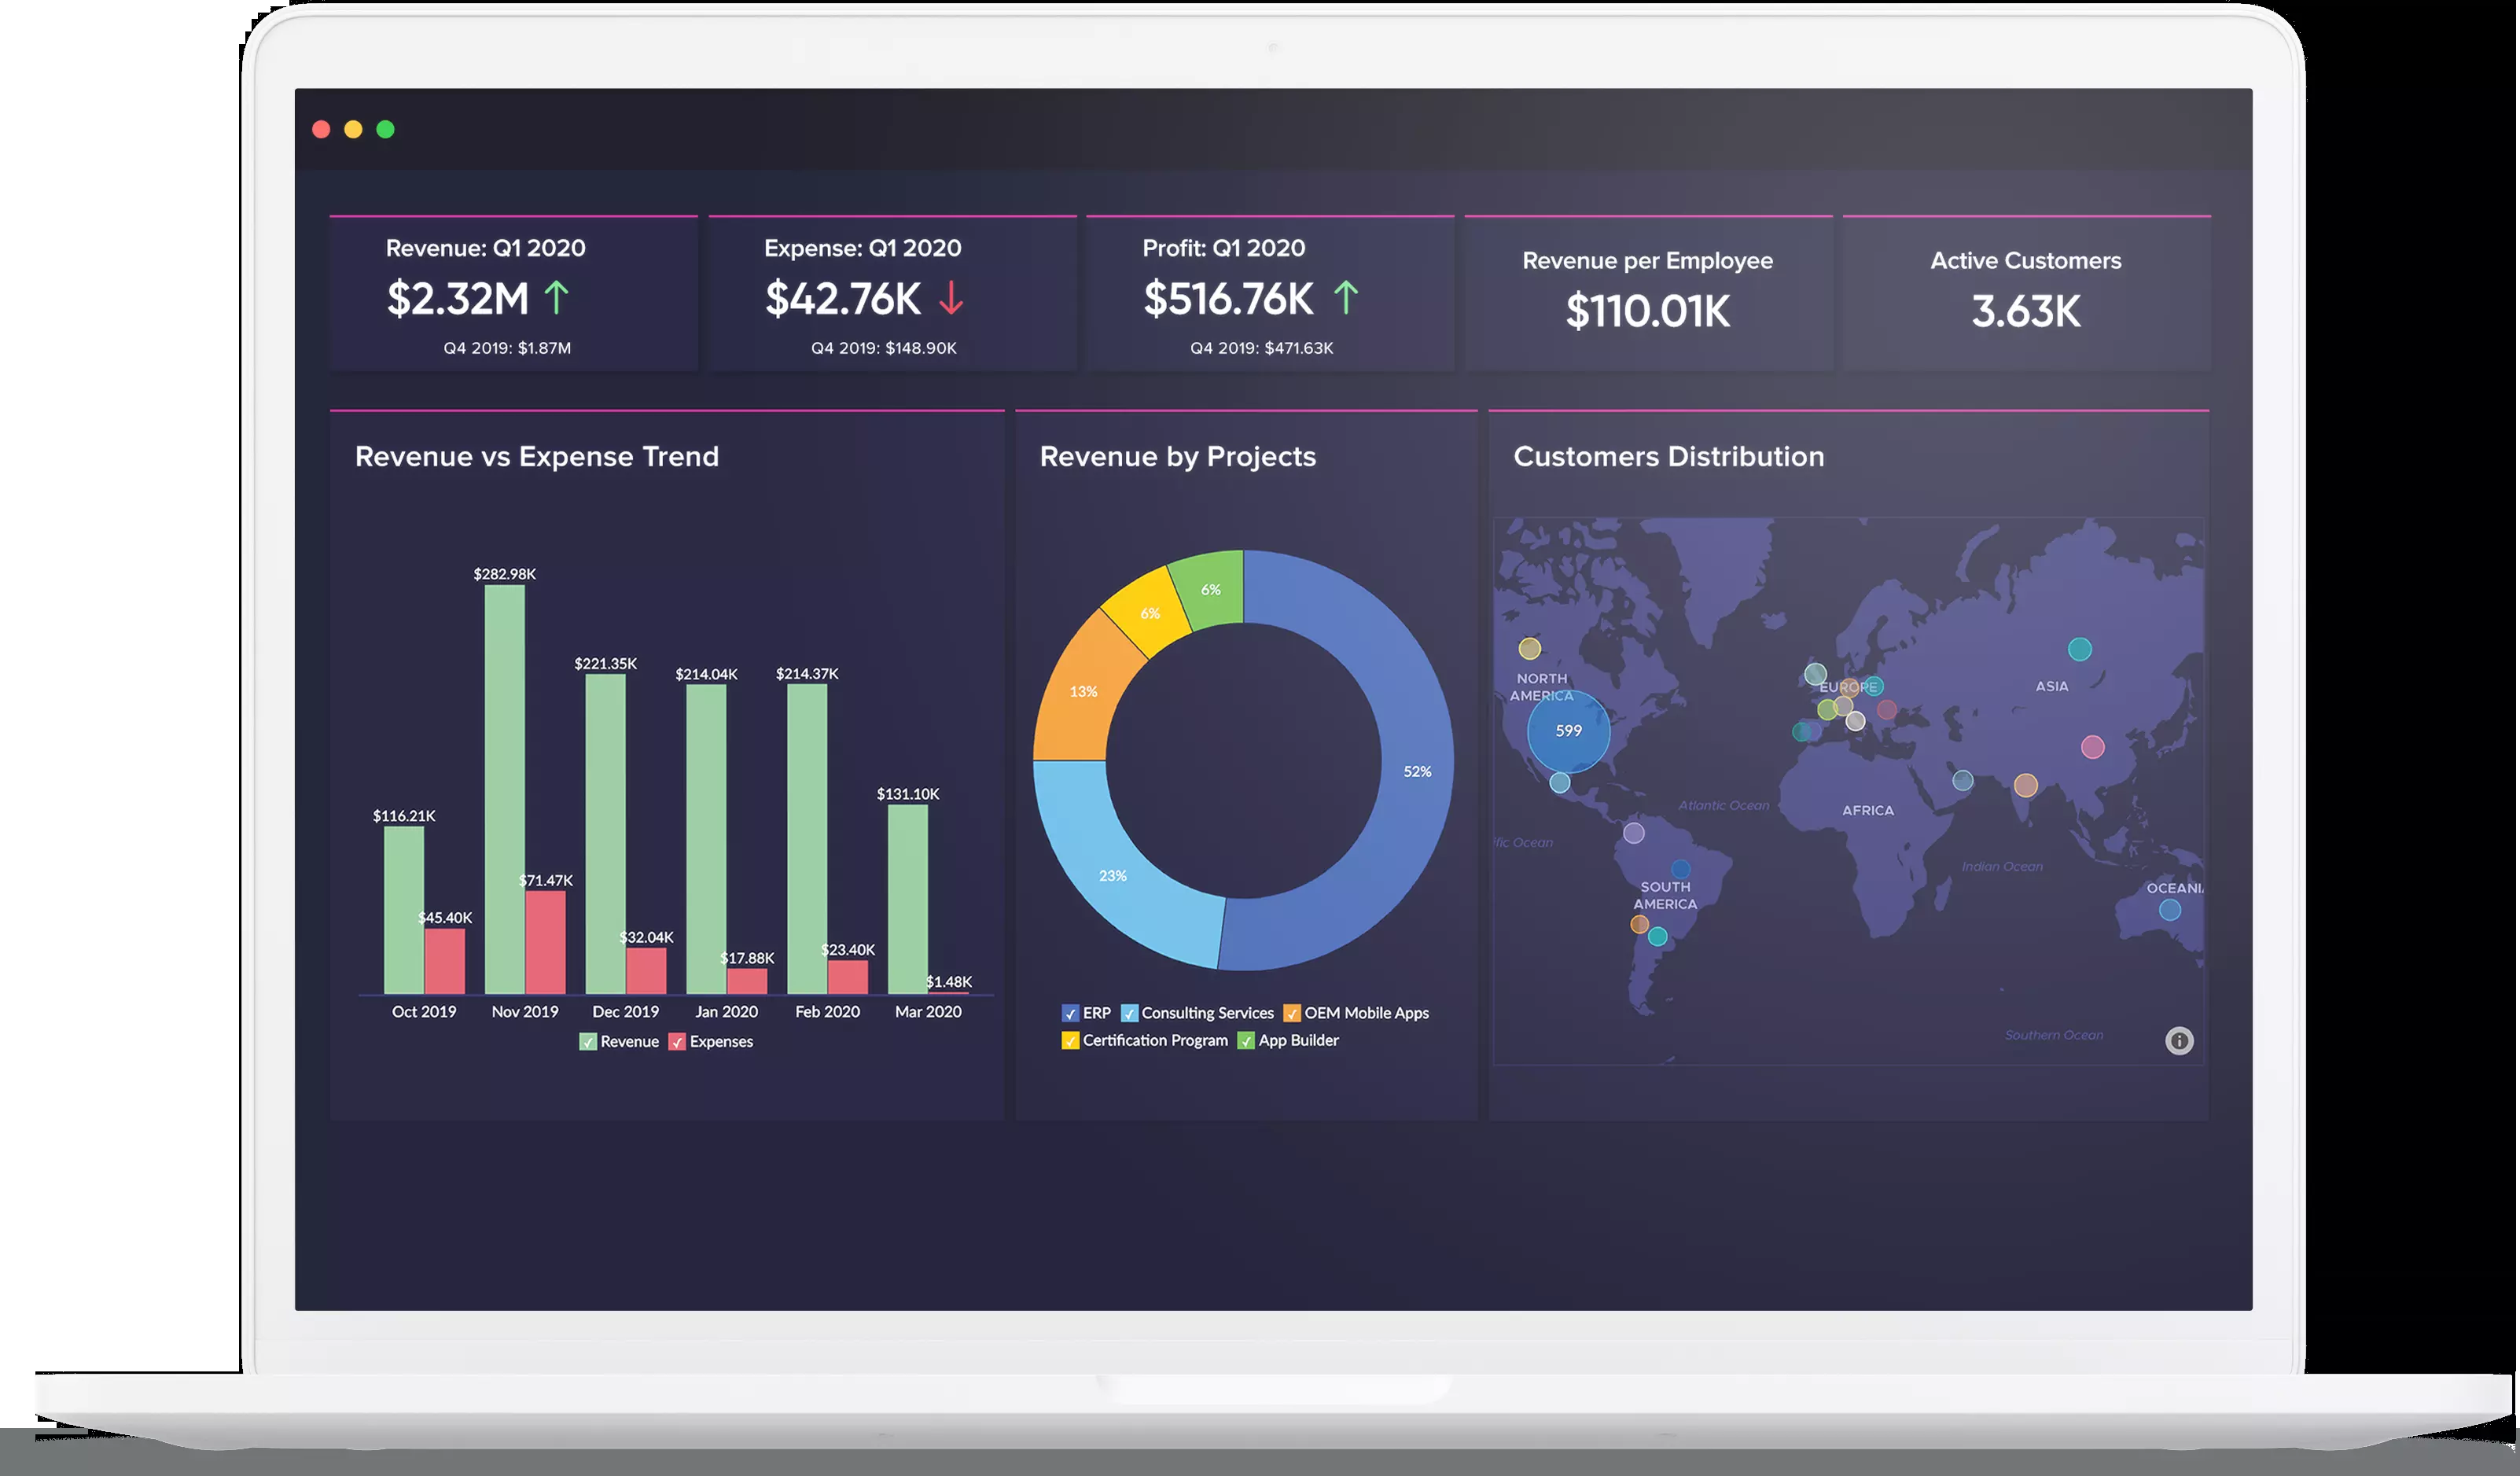 Revenue: Q1 2020
$2.32M
Q4 2019: $1.87M
Expense: Q1 2020
$42.76K
Q4 2019: $148.90K
Profit: Q1 2020
$516.76K
Q4 2019: $471.63K
Revenue per Employee
$110.01K
Active Customers
3.63K
Revenue vs Expense Trend
$282.98K
$221.35K
$214.04K
$214.37K
$131.10K
$116.21K
$71.47K
$45.40K
$32.04K
$23.40K
$17.88K
$1.48K
Oct 2019 Nov 2019 Dec 2019 Jan 2020 Feb 2020 Mar 2020
Revenue Expenses
Revenue by Projects
6%
6%
13%
52%
23%
ERP Consulting Services OEM Mobile Apps
Certification Program App Builder
Customers Distribution
NORTH
AMERICA
EUROPE
ASIA
599
Atlantic Ocean
AFRICA
fic Ocean
Indian Ocean
SOUTH
AMERICA
OCEANI
Southern Ocean